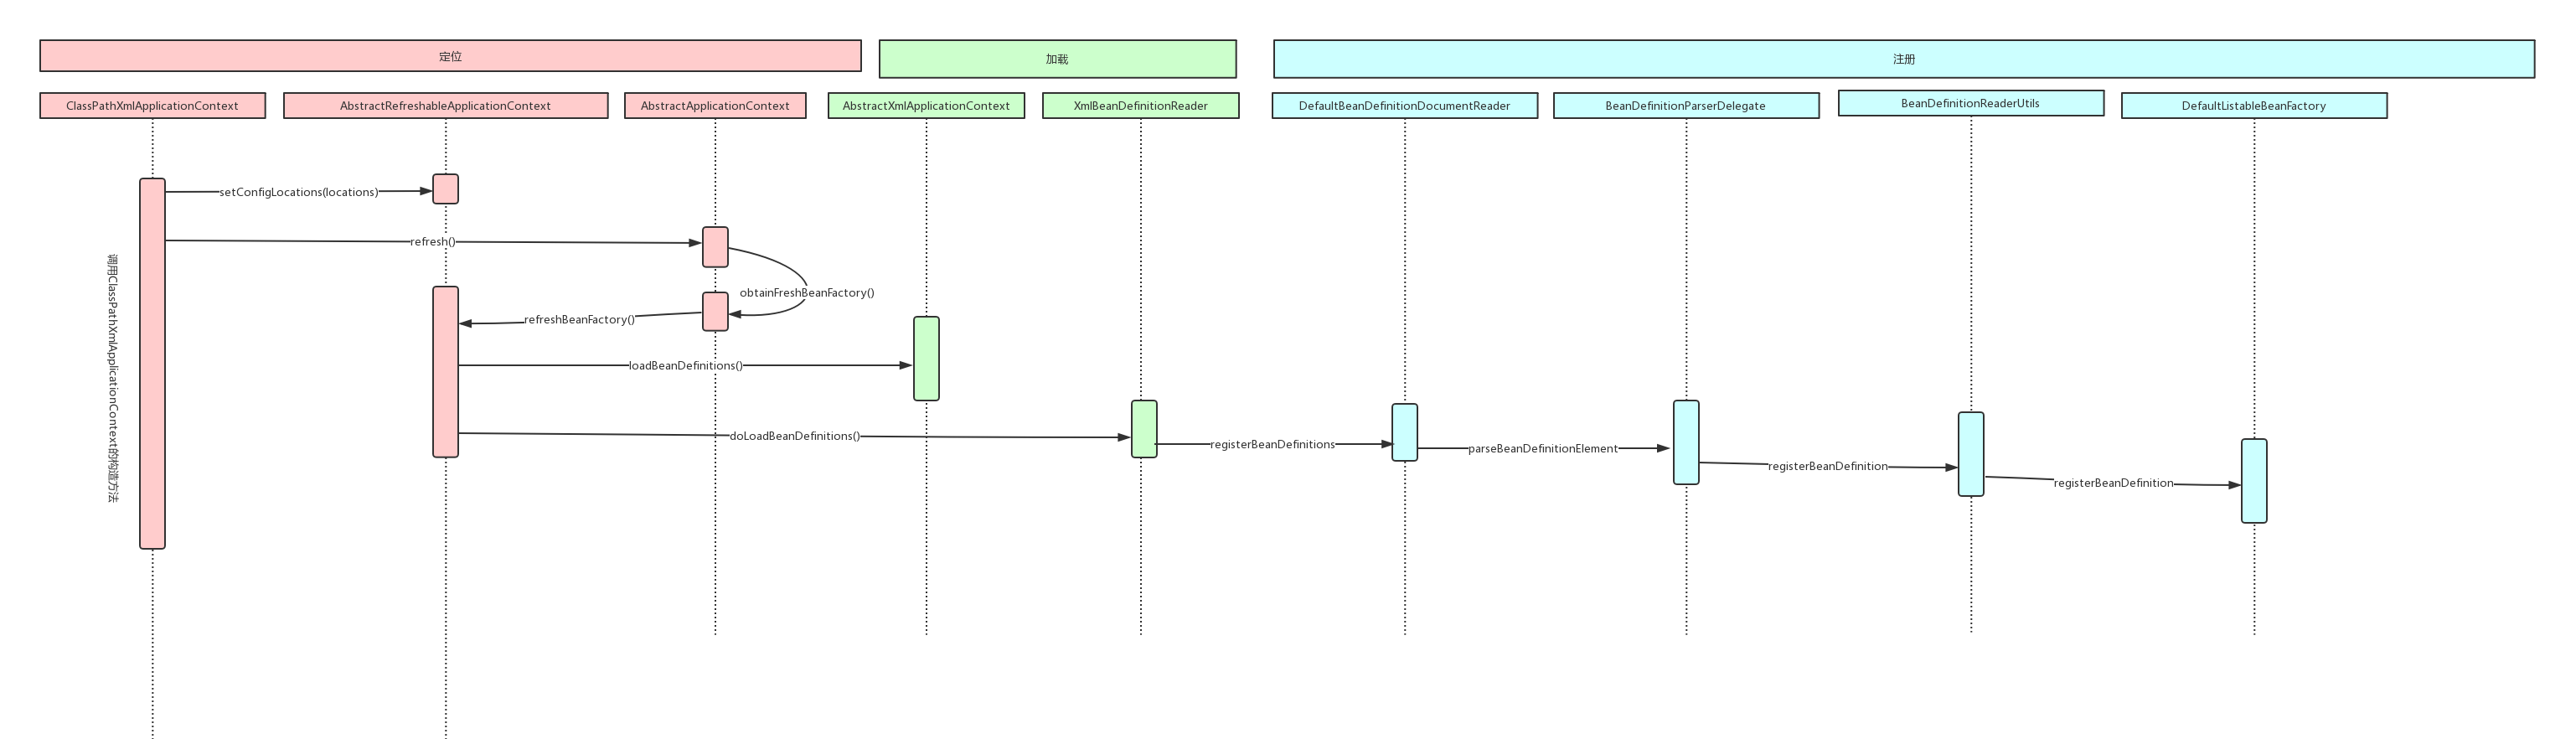 定位
加载
注册
ClassPathXmlApplicationContext
AbstractRefreshableApplicationContext
AbstractApplicationContext
AbstractXmlApplicationContext
XmlBeanDefinitionReader
DefaultBeanDefinitionDocumentReader
BeanDefinitionParserDelegate
BeanDefinitionReaderUtils
DefaultListableBeanFactory
setConfigLocations(locations)
refresh()
调用ClassPathXmlApplicationContext的构造方法
obtainFreshBeanFactory()
refreshBeanFactory()
loadBeanDefinitions()
doLoadBeanDefinitions()
registerBeanDefinitions
parseBeanDefinitionElement
registerBeanDefinition
registerBeanDefinition